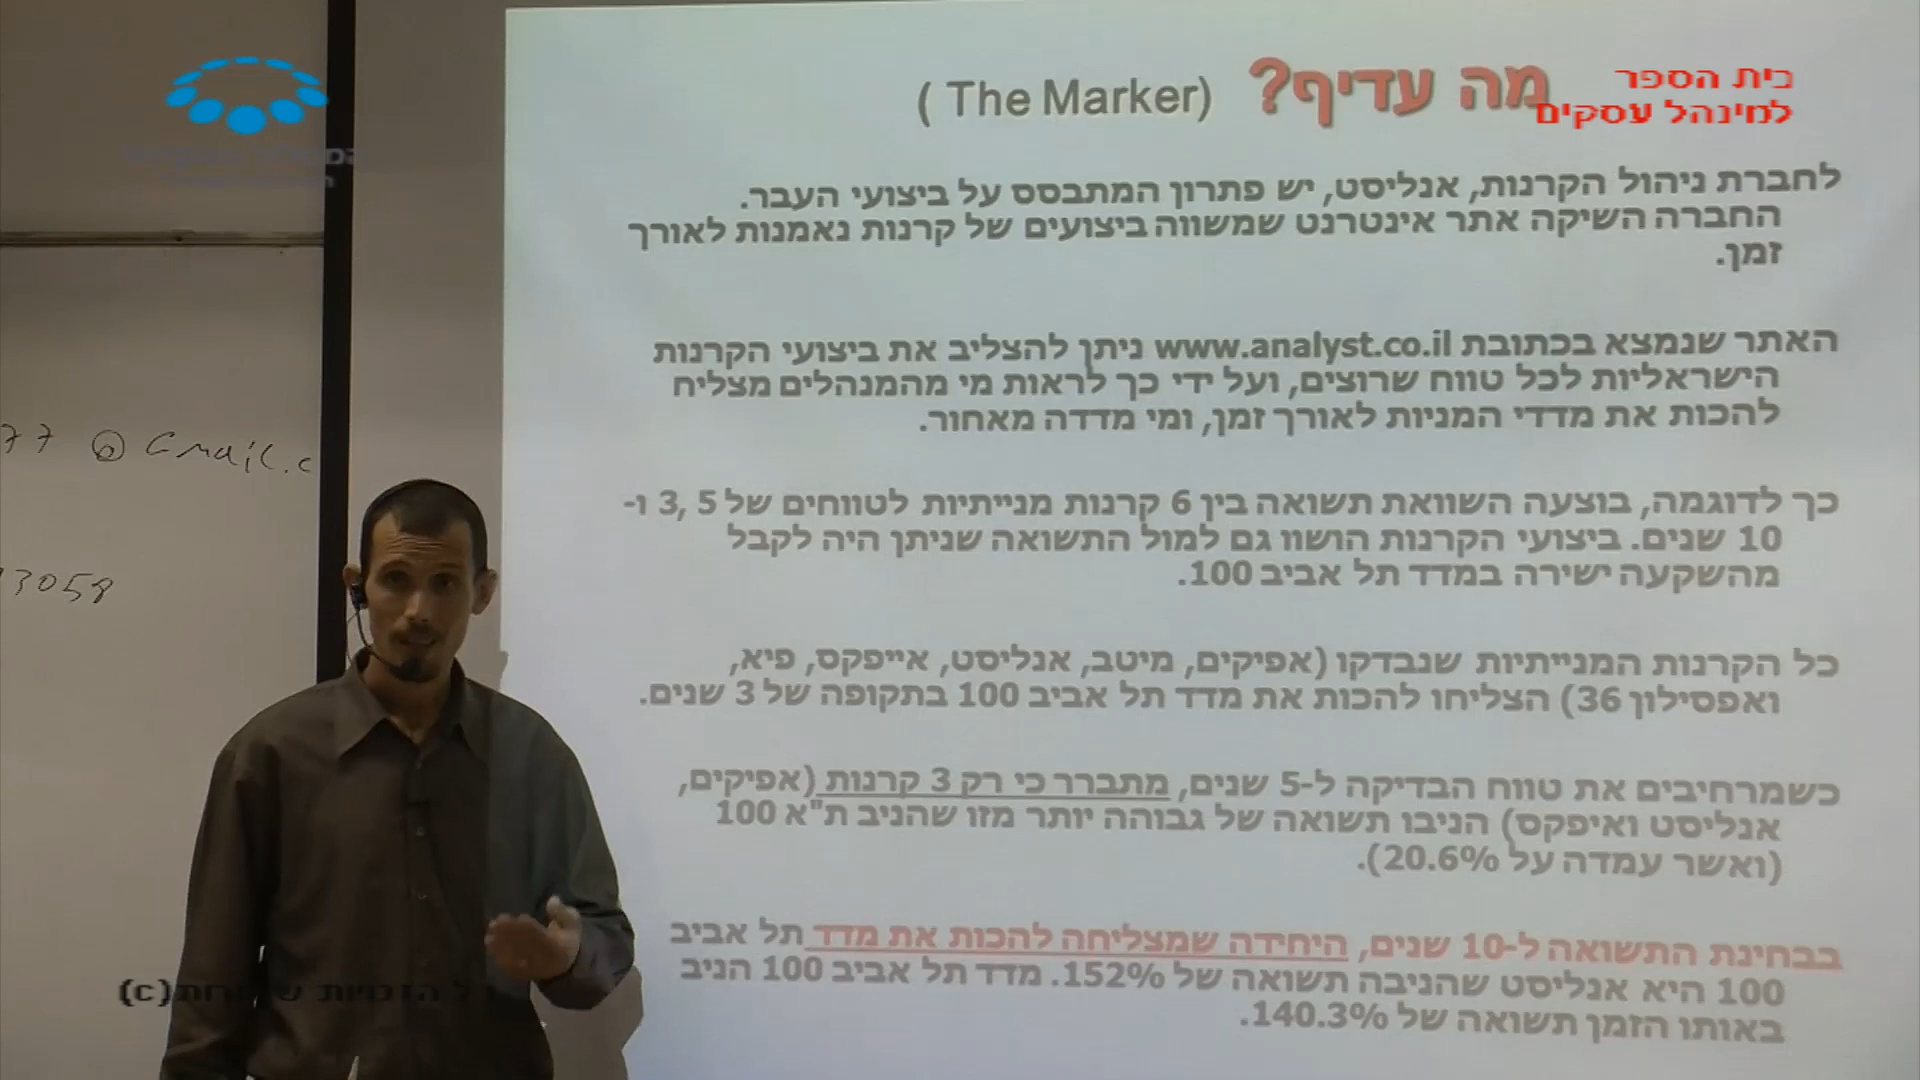 בית הספר
למינהל עסקים
מה עדיף? (The Marker )
לחברת ניהול הקרנות, אנליסט, יש פתרון המתבסס על ביצועי העבר.
החברה השיקה אתר אינטרנט שמשווה ביצועים של קרנות נאמנות לאורך
זמן.
האתר שנמצא בכתובת www.analyst.co.il ניתן להצליב את ביצועי הקרנות
הישראליות לכל טווח שרוצים, ועל ידי כך לראות מי מהמנהלים מצליח
להכות את מדדי המניות לאורך זמן, ומי מדדה מאחור.
כך לדוגמה, בוצעה השוואת תשואה בין 6 קרנות מנייתיות לטווחים של 5 ,3 ו-
10 שנים. ביצועי הקרנות הושוו גם למול התשואה שניתן היה לקבל
מהשקעה ישירה במדד תל אביב 100.
כל הקרנות המנייתיות שנבדקו (אפיקים, מיטב, אנליסט, אייפקס, פיא,
ואפסילון 36) הצליחו להכות את מדד תל אביב 100 בתקופה של 3 שנים.
כשמרחיבים את טווח הבדיקה ל-5 שנים, מתברר כי רק 3 קרנות (אפיקים,
אנליסט ואיפקס) הניבו תשואה של גבוהה יותר מזו שהניב ת"א 100
(ואשר עמדה על 20.6%).
בבחינת התשואה ל-10 שנים, היחידה שמצליחה להכות את מדד תל אביב
100 היא אנליסט שהניבה תשואה של 152%. מדד תל אביב 100 הניב
באותו הזמן תשואה של 140.3%.
77 @ Gmail.c
3058
(c)